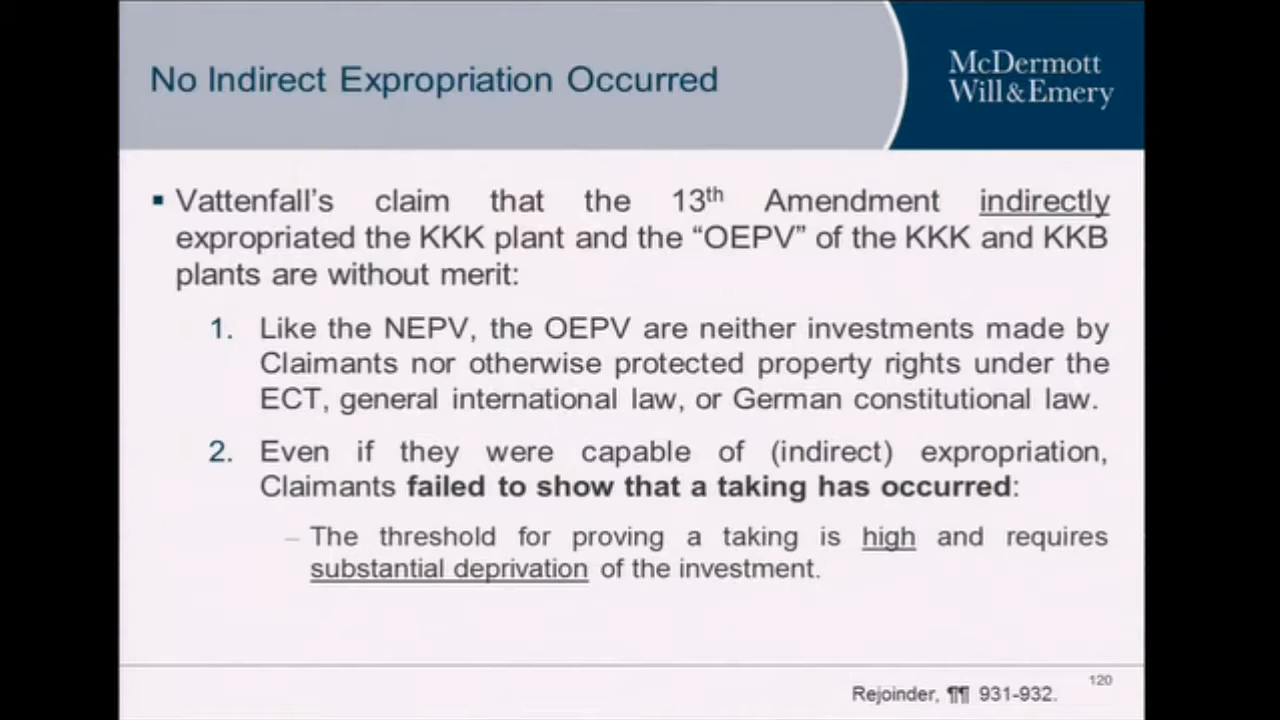 No Indirect Expropriation Occurred
McDermott
Will & Emery
▪ Vattenfall's claim that the 13th Amendment indirectly
expropriated the KKK plant and the “OEPV” of the KKK and KKB
plants are without merit:
1. Like the NEPV, the OEPV are neither investments made by
Claimants nor otherwise protected property rights under the
ECT, general international law, or German constitutional law.
2. Even if they were capable of (indirect) expropriation,
Claimants failed to show that a taking has occurred:
– The threshold for proving a taking is high and requires
substantial deprivation of the investment.
120
Rejoinder, ¶¶ 931-932.